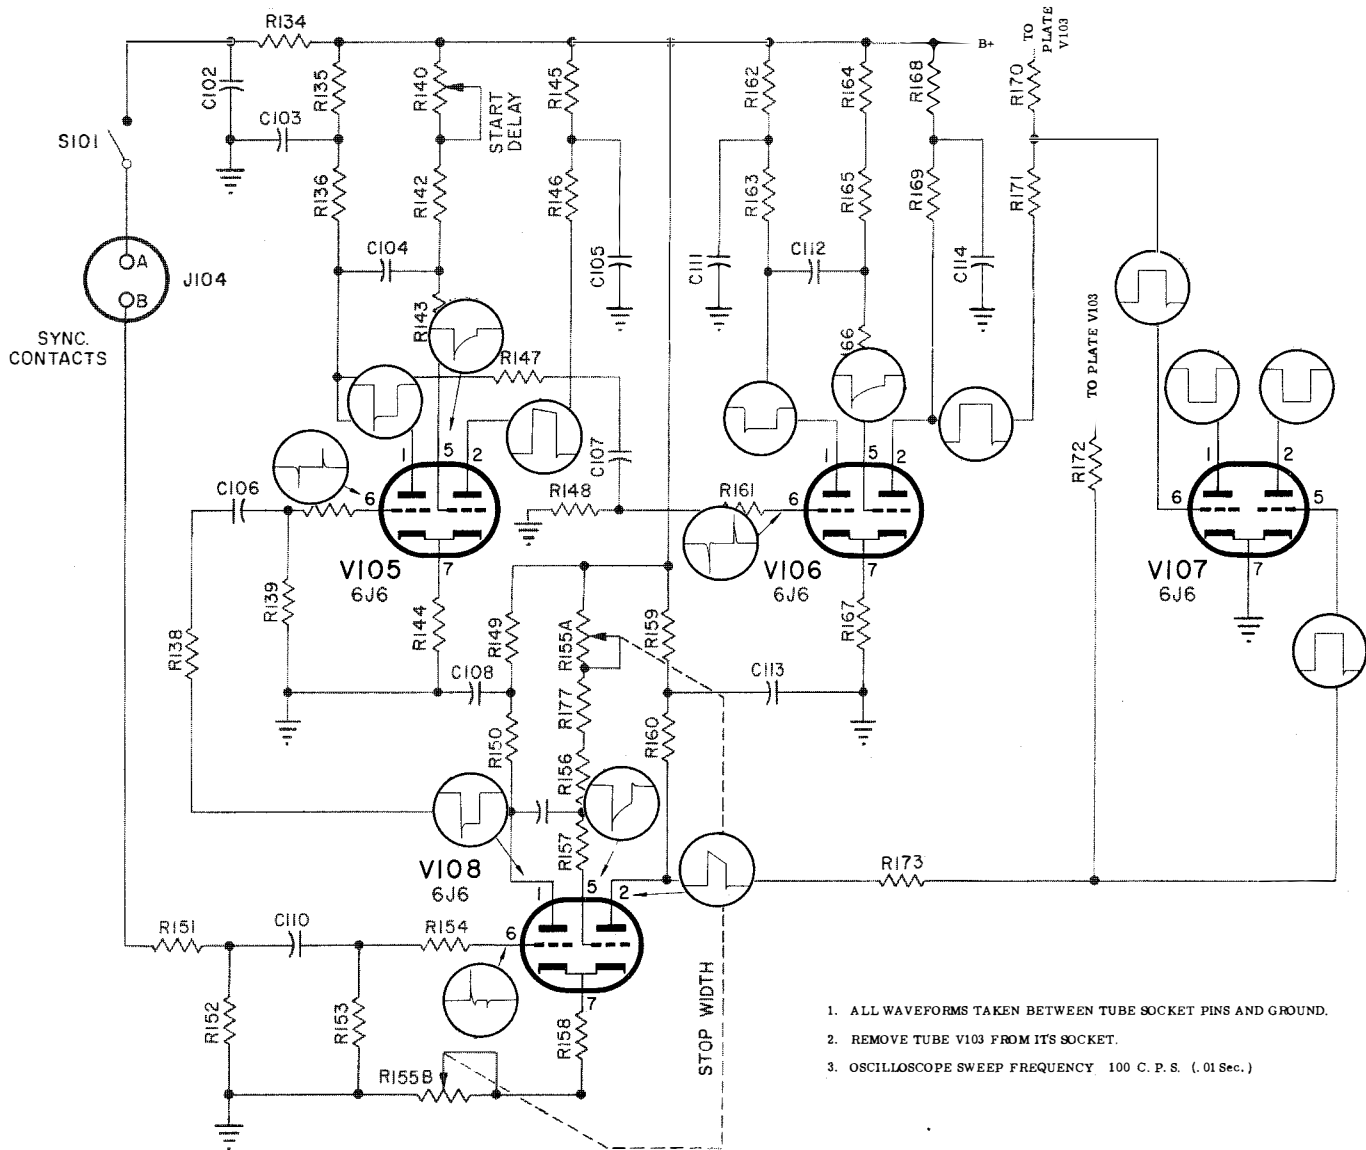 R134
B+
TO
PLATE
V103
C102
R135
R140
START
DELAY
R145
R162
R164
R168
R170
S101
C103
R136
R142
R146
R163
R165
R169
R171
A
B
J104
SYNC.
CONTACTS
C104
C105
C111
C112
C114
R143
R147
66
TO PLATE V103
1
5
2
6
7
V105
6J6
C106
C107
R148
R161
1
5
2
6
7
V106
6J6
R172
1
2
6
5
7
V107
6J6
R138
R139
R144
R149
R155A
R159
R167
C108
R177
C113
R150
R156
R160
R157
V108
6J6
1
5
2
6
7
R173
R151
C110
R154
R152
R153
R158
R155B
STOP WIDTH
1. ALL WAVEFORMS TAKEN BETWEEN TUBE SOCKET PINS AND GROUND.
2. REMOVE TUBE V103 FROM ITS SOCKET.
3. OSCILLOSCOPE SWEEP FREQUENCY 100 C. P. S. (. 01 Sec. )